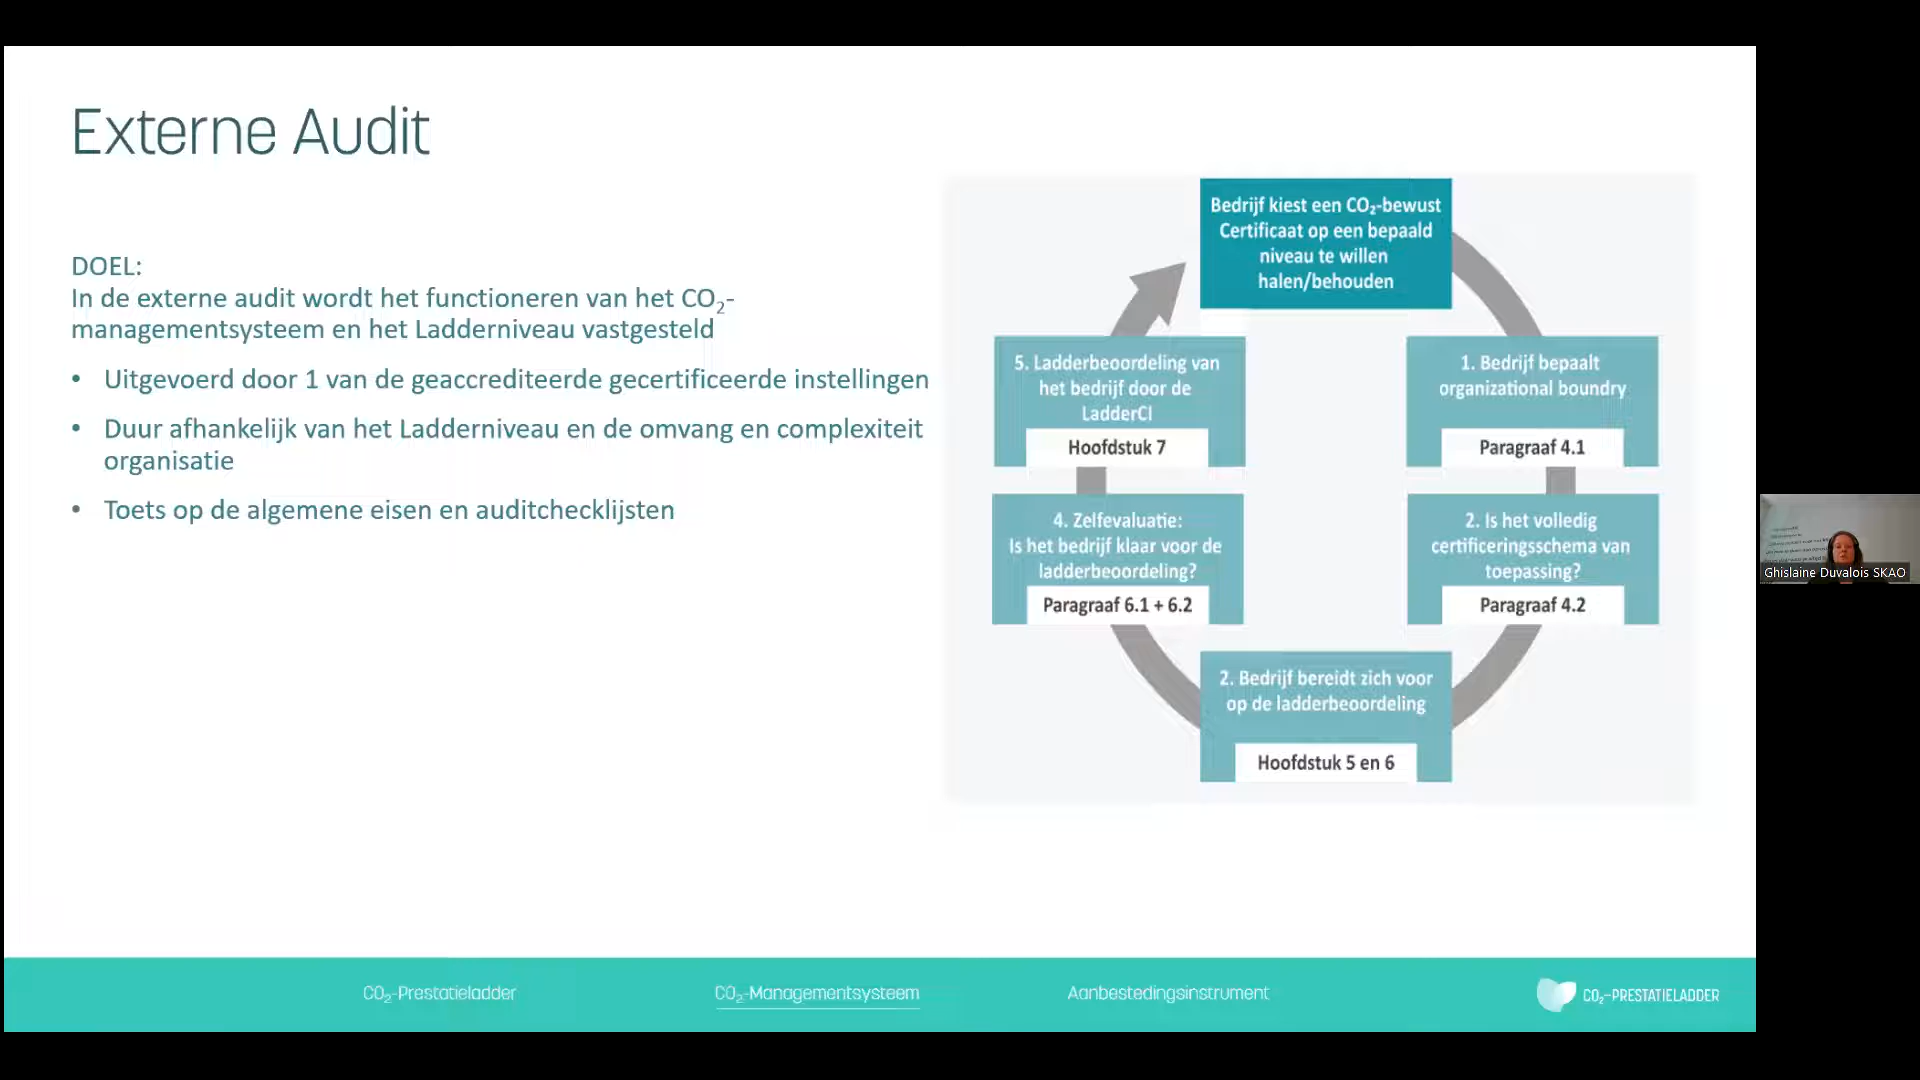 Externe Audit
DOEL:
In de externe audit wordt het functioneren van het CO₂-
managementsysteem en het Ladderniveau vastgesteld
• Uitgevoerd door 1 van de geaccrediteerde gecertificeerde instellingen
• Duur afhankelijk van het Ladderniveau en de omvang en complexiteit
organisatie
• Toets op de algemene eisen en auditchecklijsten
Bedrijf kiest een CO₂-bewust
Certificaat op een bepaald
niveau te willen
halen/behouden
1. Bedrijf bepaalt
organizational boundry
Paragraaf 4.1
2. Is het volledig
certificeringsschema van
toepassing?
Paragraaf 4.2
2. Bedrijf bereidt zich voor
op de ladderbeoordeling
Hoofdstuk 5 en 6
4. Zelfevaluatie:
Is het bedrijf klaar voor de
ladderbeoordeling?
Paragraaf 6.1 + 6.2
5. Ladderbeoordeling van
het bedrijf door de
LadderCI
Hoofdstuk 7
Ghislaine Duvalois SKAO
CO₂-Prestatieladder
CO₂-Managementsysteem
Aanbestedingsinstrument
CO₂-PRESTATIELADDER